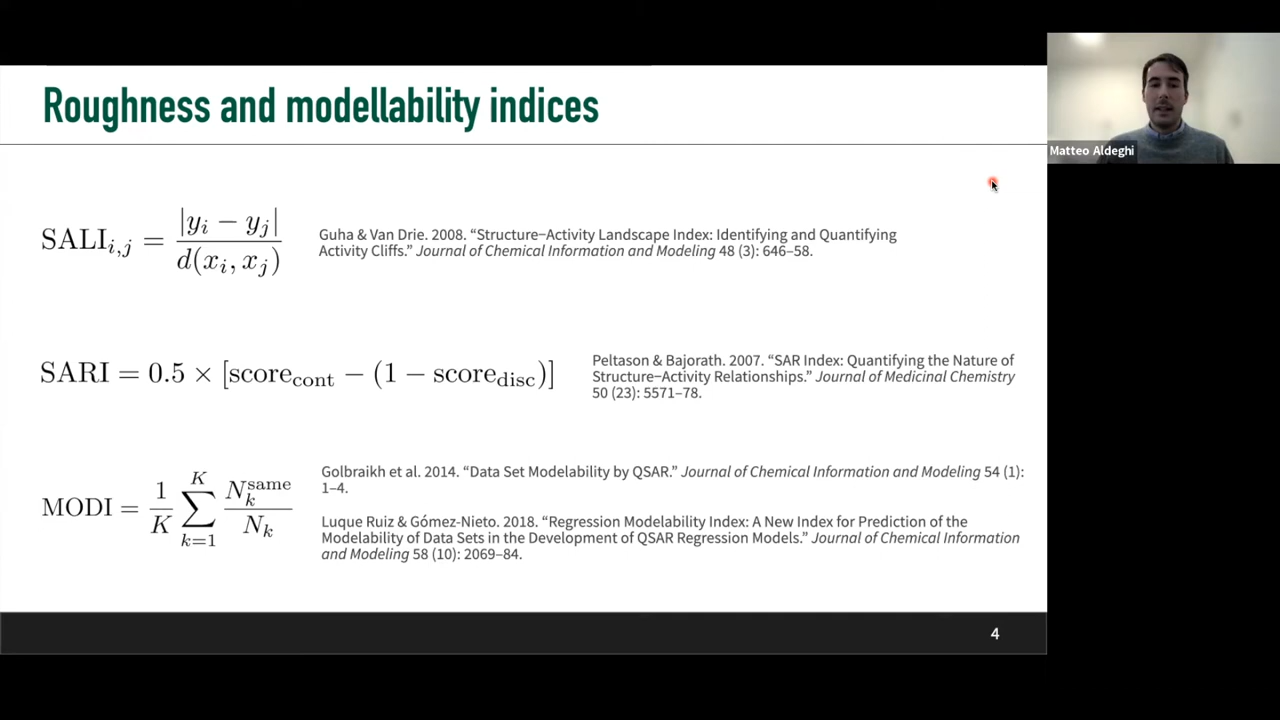 Roughness and modellability indices
Matteo Aldeghi
SALI_{i,j} = |y_i − y_j| / d(x_i, x_j)
Guha & Van Drie. 2008. “Structure−Activity Landscape Index: Identifying and Quantifying
Activity Cliffs.” Journal of Chemical Information and Modeling 48 (3): 646–58.
SARI = 0.5 × [score_cont − (1 − score_disc)]
Peltason & Bajorath. 2007. “SAR Index: Quantifying the Nature of
Structure−Activity Relationships.” Journal of Medicinal Chemistry
50 (23): 5571–78.
MODI = 1/K ∑_{k=1}^{K} N_k^same / N_k
Golbraikh et al. 2014. “Data Set Modelability by QSAR.” Journal of Chemical Information and Modeling 54 (1):
1–4.
Luque Ruiz & Gómez-Nieto. 2018. “Regression Modelability Index: A New Index for Prediction of the
Modelability of Data Sets in the Development of QSAR Regression Models.” Journal of Chemical Information
and Modeling 58 (10): 2069–84.
4